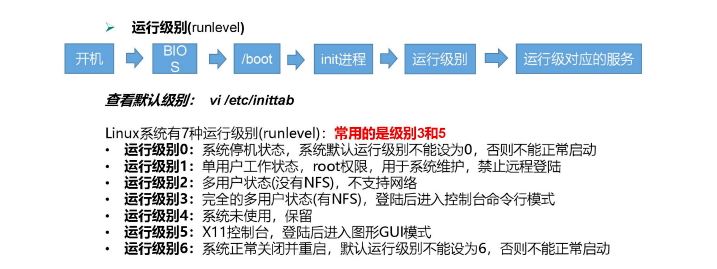 ➢ 运行级别(runlevel)
开机 BIOS /boot init进程 运行级别 运行级对应的服务
查看默认级别： vi /etc/inittab
Linux系统有7种运行级别(runlevel)：常用的是级别3和5
• 运行级别0：系统停机状态，系统默认运行级别不能设为0，否则不能正常启动
• 运行级别1：单用户工作状态，root权限，用于系统维护，禁止远程登陆
• 运行级别2：多用户状态(没有NFS)，不支持网络
• 运行级别3：完全的多用户状态(有NFS)，登陆后进入控制台命令行模式
• 运行级别4：系统未使用，保留
• 运行级别5：X11控制台，登陆后进入图形GUI模式
• 运行级别6：系统正常关闭并重启，默认运行级别不能设为6，否则不能正常启动